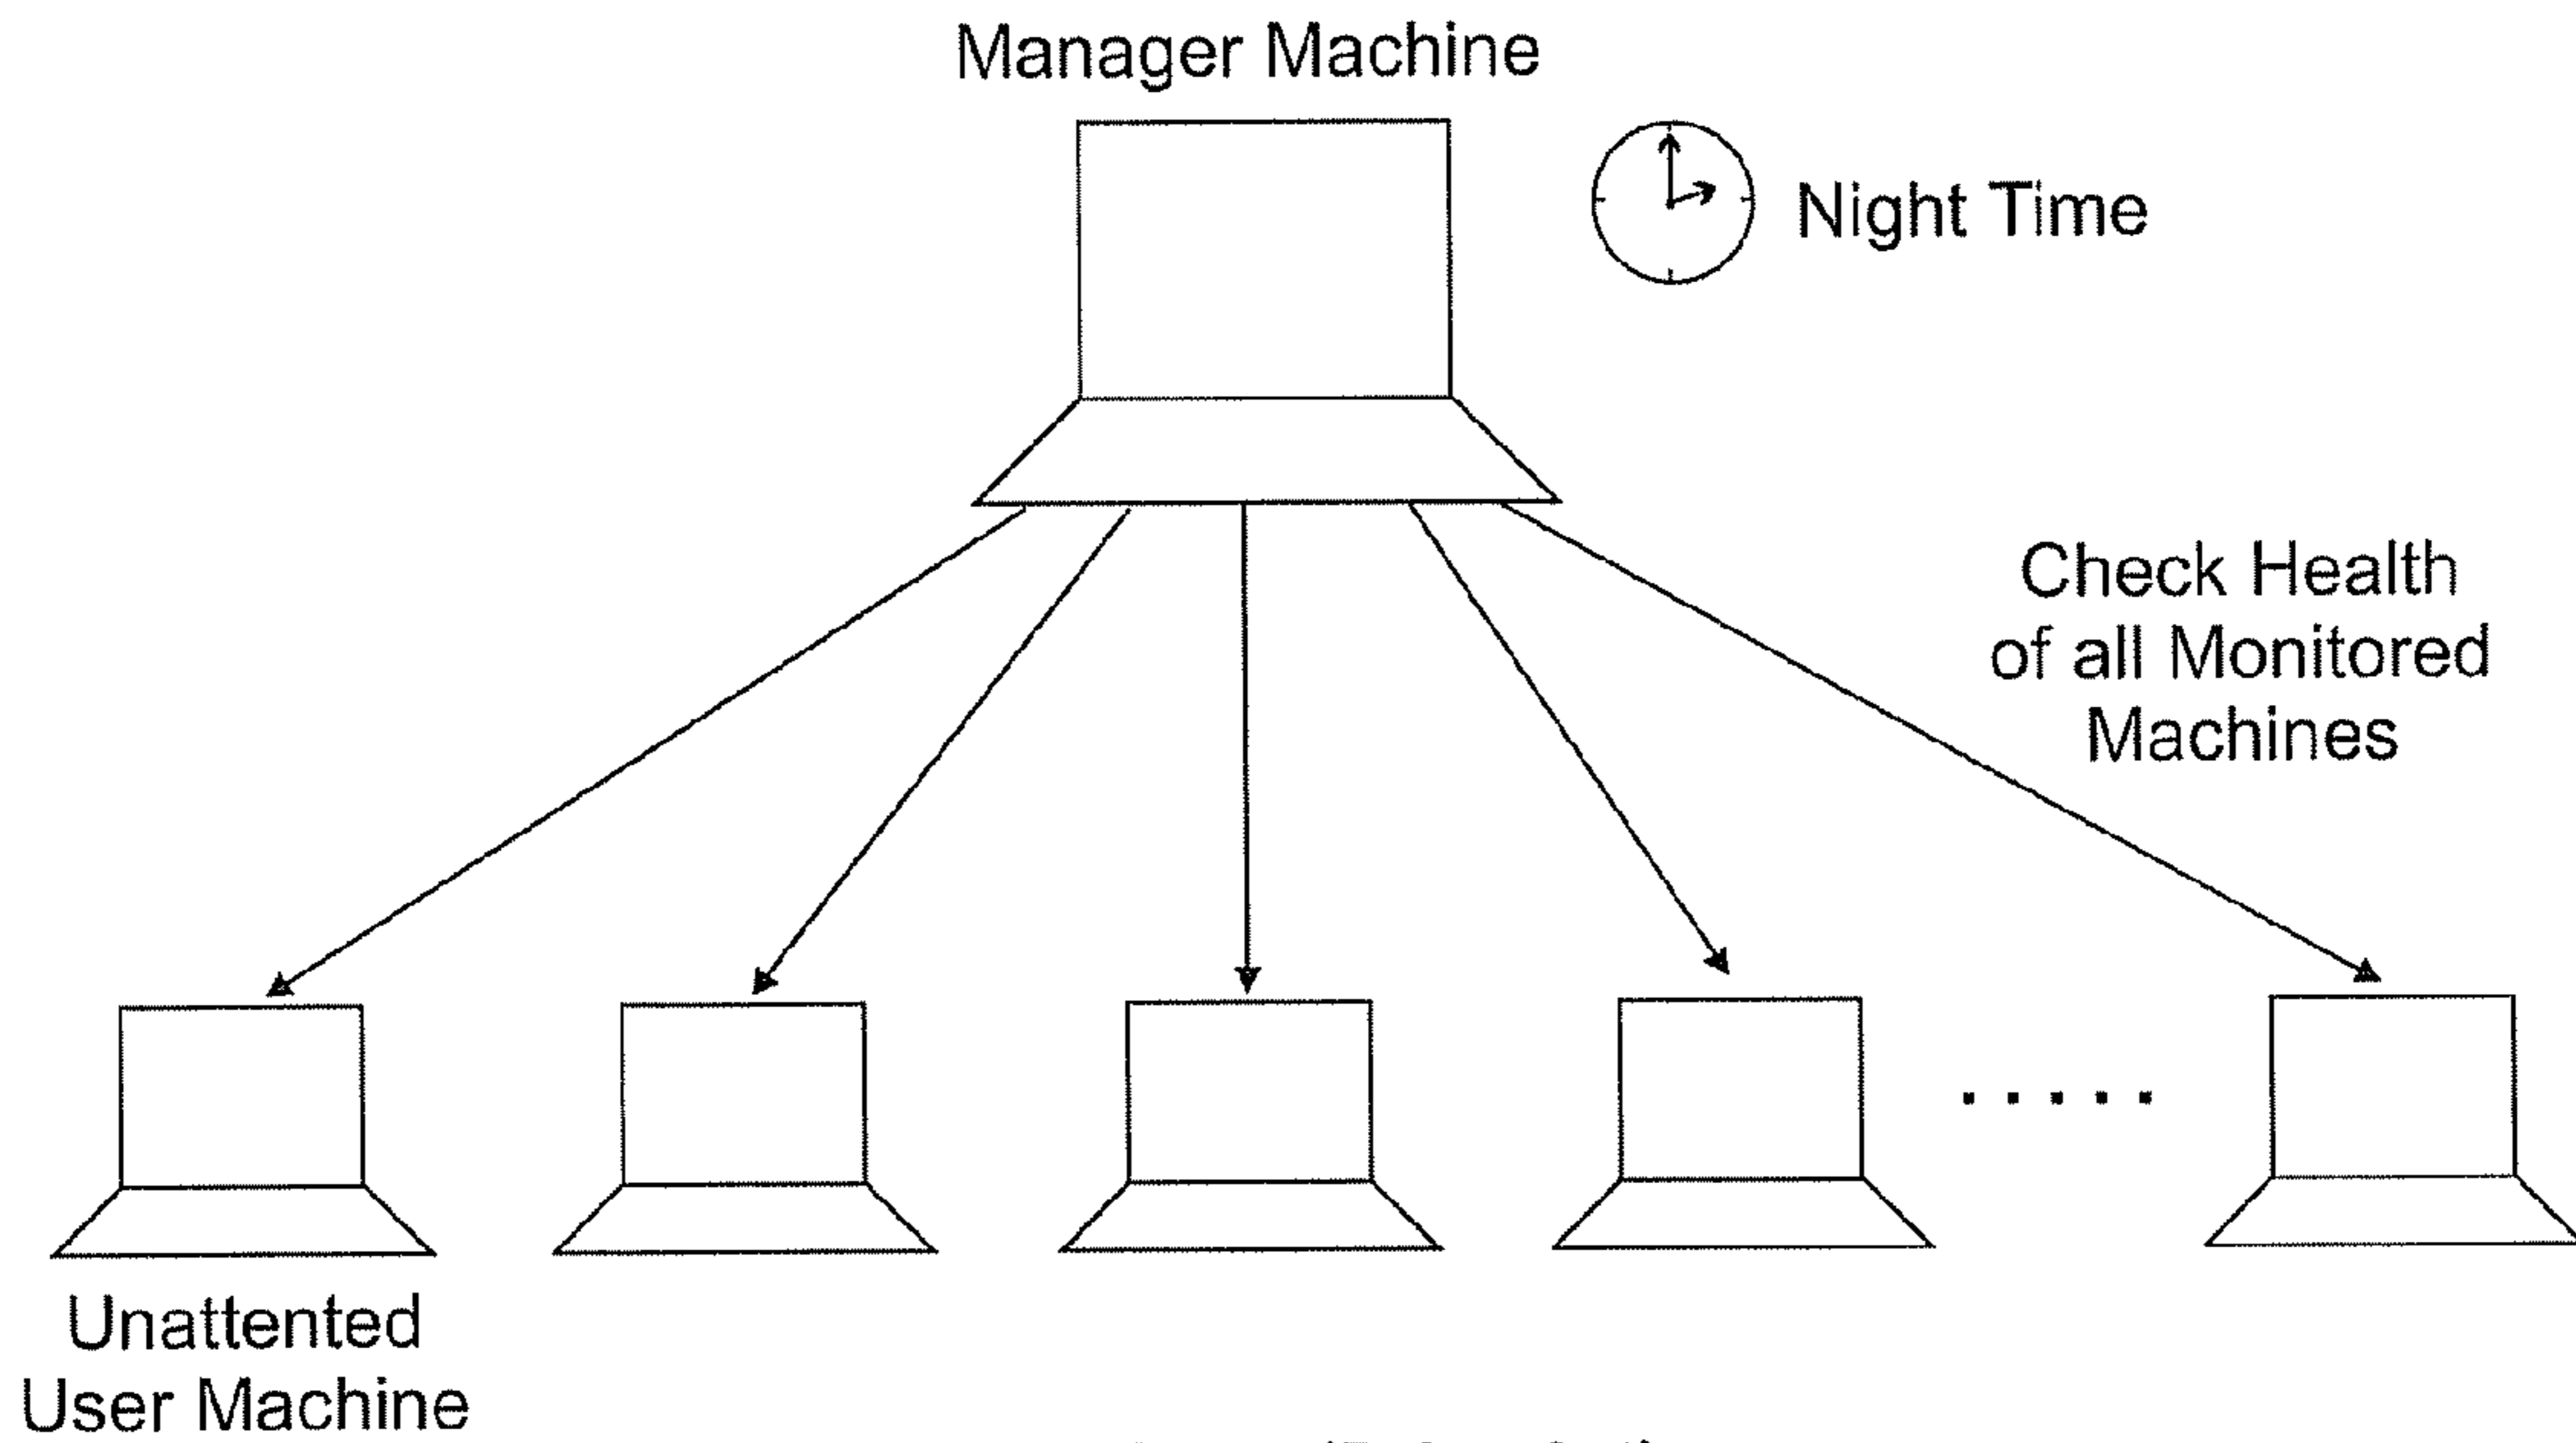 Manager Machine
Night Time
Check Health
of all Monitored
Machines
Unattented
User Machine